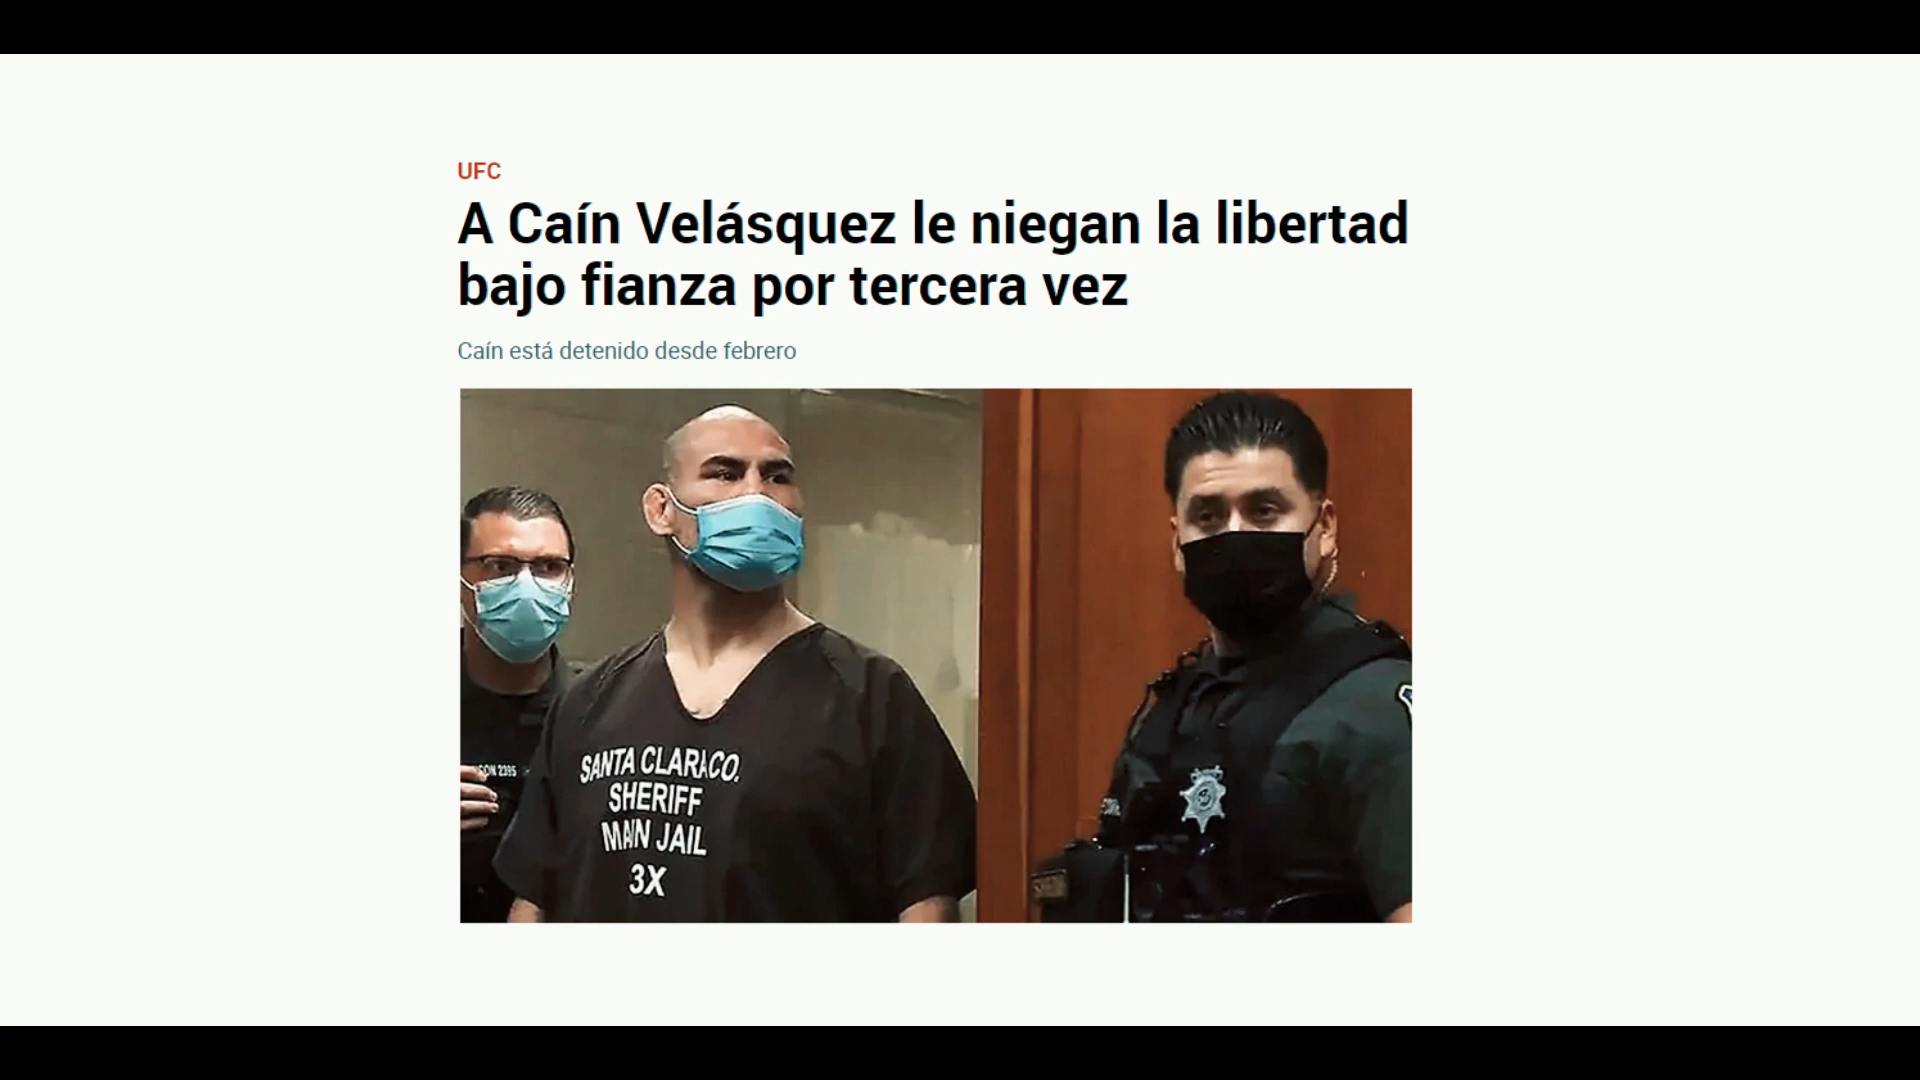 UFC
A Caín Velásquez le niegan la libertad
bajo fianza por tercera vez
Caín está detenido desde febrero
SANTA CLARA CO.
SHERIFF
MAIN JAIL
3X